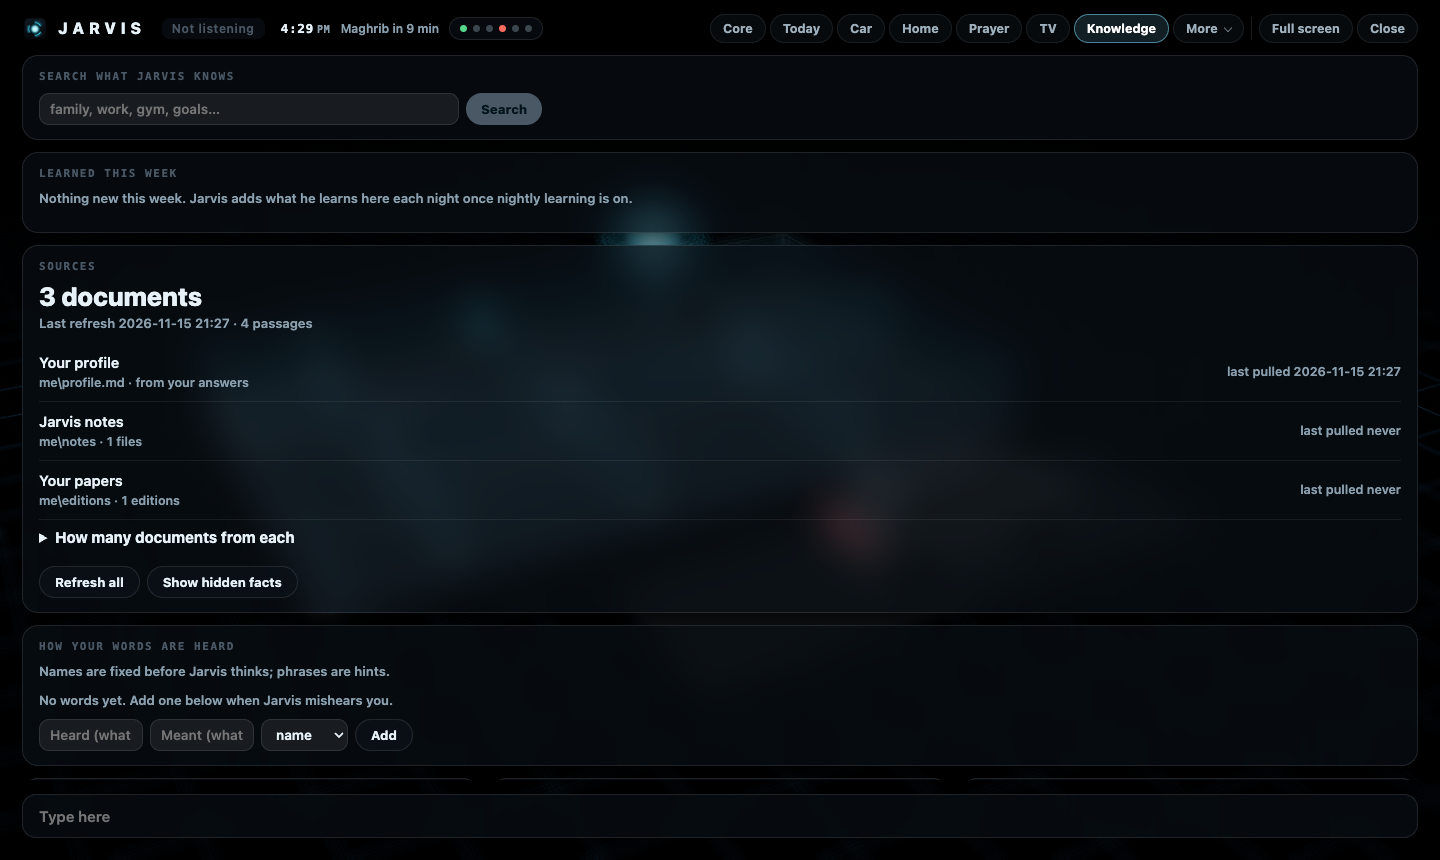 JARVIS Not listening 4:29 PM Maghrib in 9 min Core Today Car Home Prayer TV Knowledge More Full screen Close
SEARCH WHAT JARVIS KNOWS
family, work, gym, goals... Search
LEARNED THIS WEEK
Nothing new this week. Jarvis adds what he learns here each night once nightly learning is on.
SOURCES
3 documents
Last refresh 2026-11-15 21:27 · 4 passages
Your profile
me\profile.md · from your answers
last pulled 2026-11-15 21:27
Jarvis notes
me\notes · 1 files
last pulled never
Your papers
me\editions · 1 editions
last pulled never
How many documents from each
Refresh all Show hidden facts
HOW YOUR WORDS ARE HEARD
Names are fixed before Jarvis thinks; phrases are hints.
No words yet. Add one below when Jarvis mishears you.
Heard (what Meant (what name Add
Type here